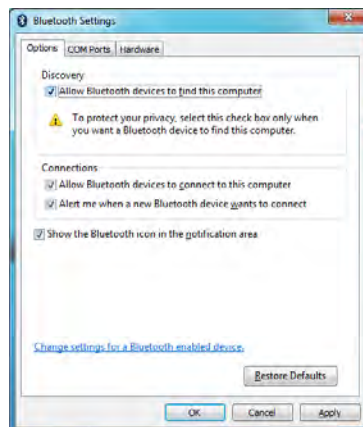 Bluetooth Settings
Options COM Ports Hardware
Discovery
Allow Bluetooth devices to find this computer
To protect your privacy, select this check box only when
you want a Bluetooth device to find this computer.
Connections
Allow Bluetooth devices to connect to this computer
Alert me when a new Bluetooth device wants to connect
Show the Bluetooth icon in the notification area
Change settings for a Bluetooth enabled device.
Restore Defaults
OK Cancel Apply